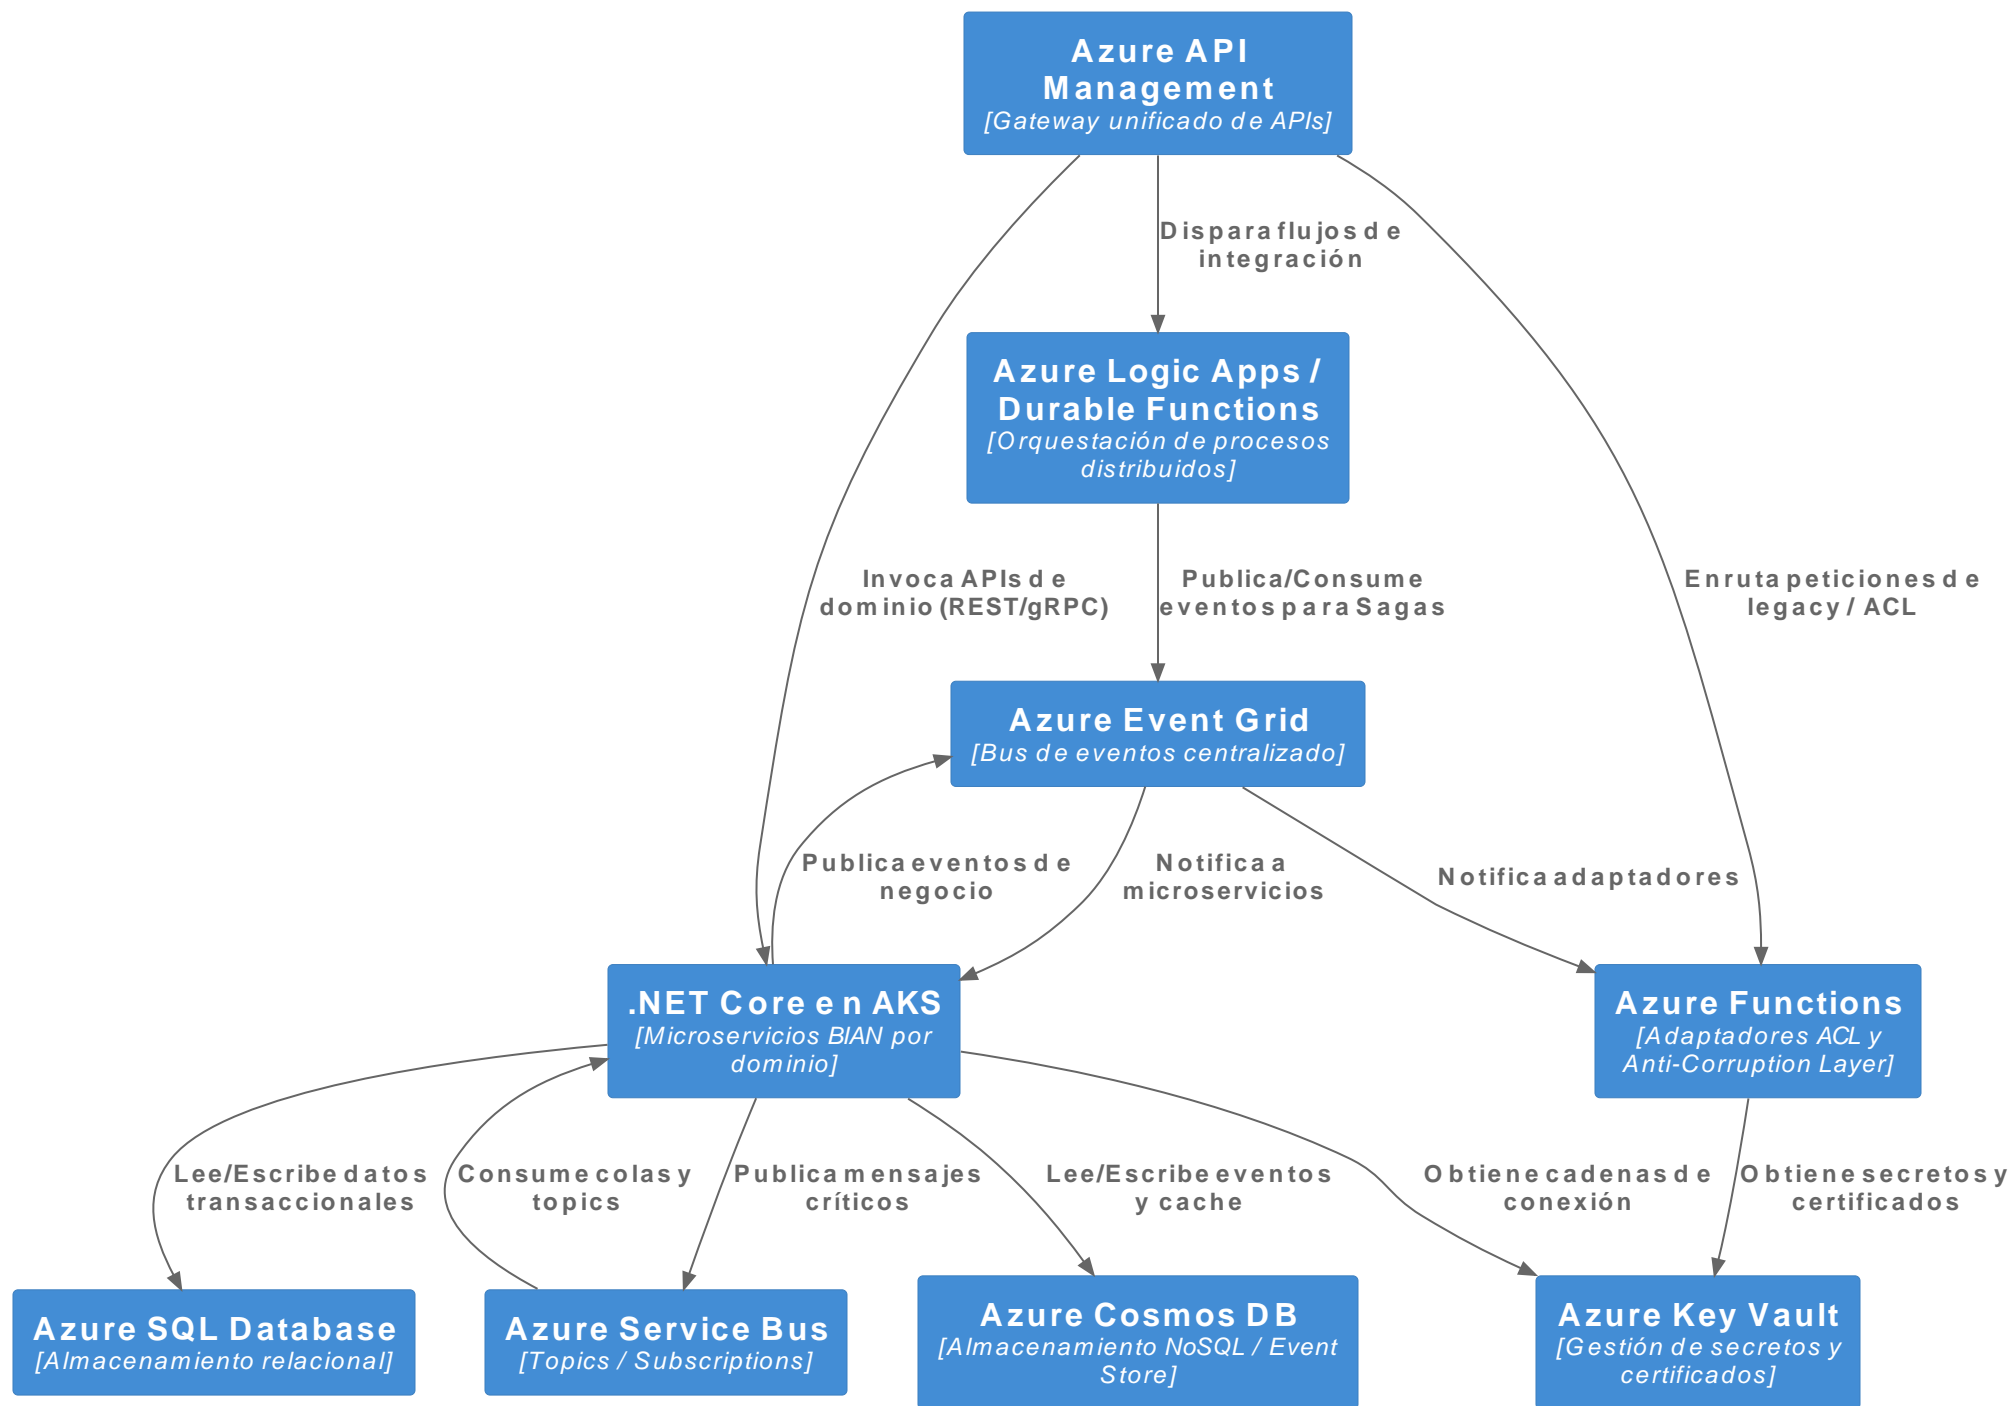 Azure API
Management
[Gateway unificado de APIs]
Dispara flujos de
integración
Azure Logic Apps /
Durable Functions
[Orquestación de procesos
distribuidos]
Invoca APIs de
dominio (REST/gRPC)
Publica/Consume
eventos para Sagas
Enruta peticiones de
legacy / ACL
Azure Event Grid
[Bus de eventos centralizado]
Publica eventos de
negocio
Notifica a
microservicios
Notifica adaptadores
.NET Core en AKS
[Microservicios BIAN por
dominio]
Azure Functions
[Adaptadores ACL y
Anti-Corruption Layer]
Lee/Escribe datos
transaccionales
Consume colas y
topics
Publica mensajes
críticos
Lee/Escribe eventos
y cache
Obtiene cadenas de
conexión
Obtiene secretos y
certificados
Azure SQL Database
[Almacenamiento relacional]
Azure Service Bus
[Topics / Subscriptions]
Azure Cosmos DB
[Almacenamiento NoSQL / Event
Store]
Azure Key Vault
[Gestión de secretos y
certificados]